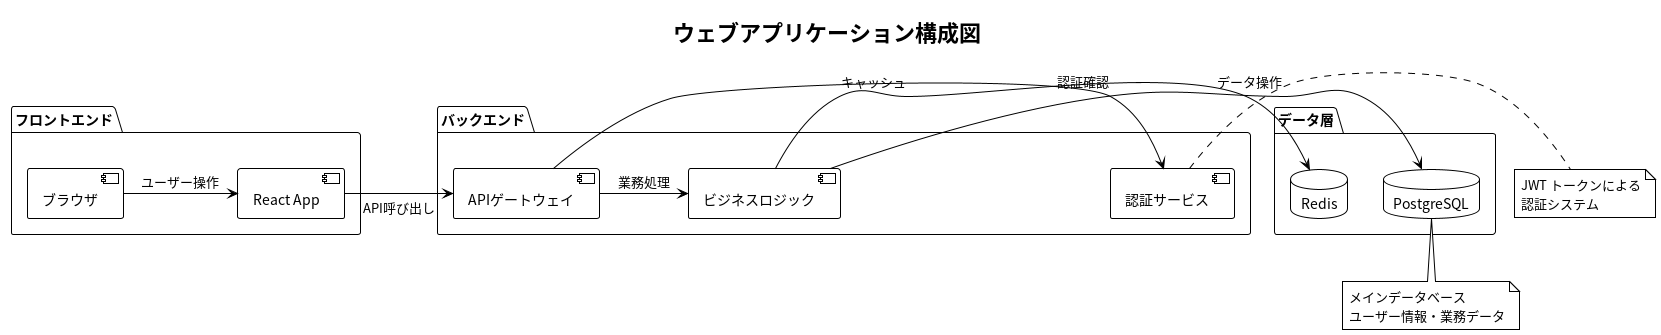 ウェブアプリケーション構成図
フロントエンド
ブラウザ
ユーザー操作
React App
API呼び出し
バックエンド
APIゲートウェイ
業務処理
ビジネスロジック
認証サービス
キャッシュ
認証確認
データ操作
データ層
Redis
PostgreSQL
JWT トークンによる
認証システム
メインデータベース
ユーザー情報・業務データ